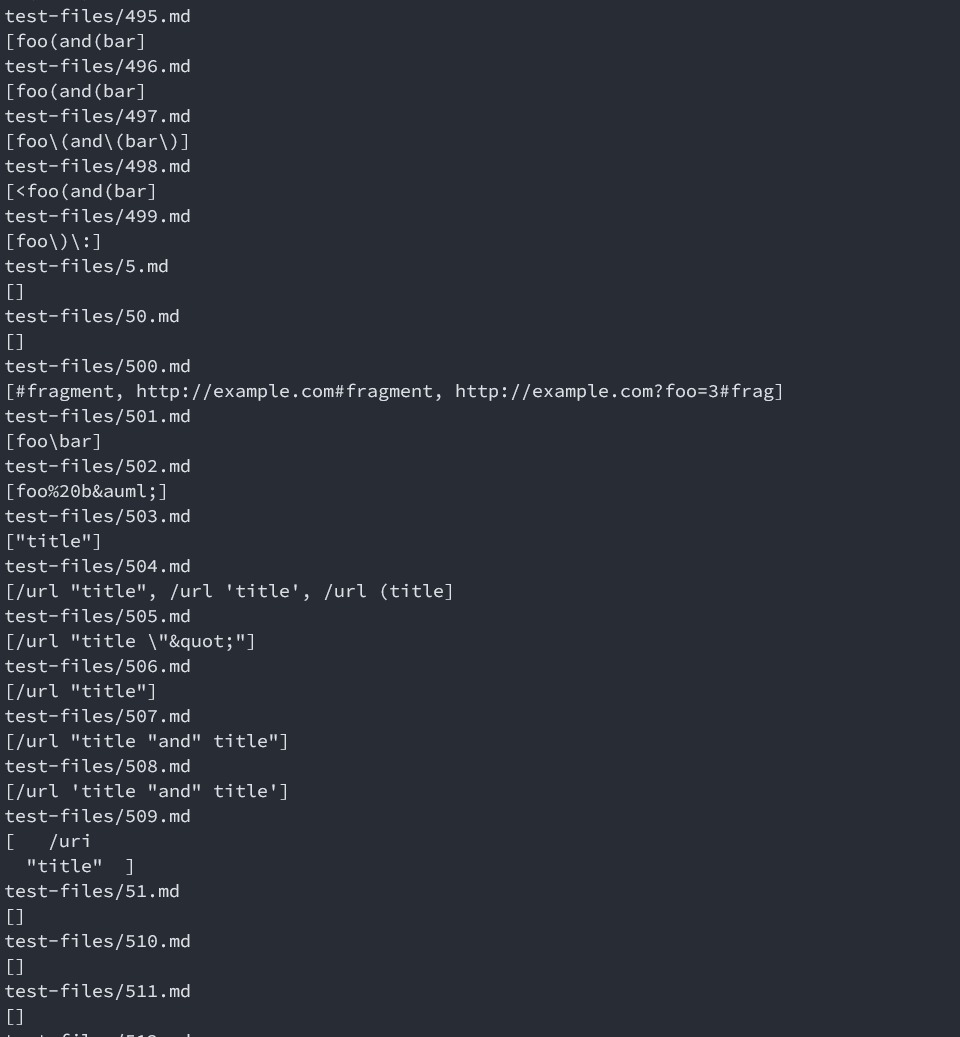 test-files/495.md
[foo(and(bar]
test-files/496.md
[foo(and(bar]
test-files/497.md
[foo\(and\(bar\)]
test-files/498.md
[<foo(and(bar]
test-files/499.md
[foo\)\:]
test-files/5.md
[]
test-files/50.md
[]
test-files/500.md
[#fragment, http://example.com#fragment, http://example.com?foo=3#frag]
test-files/501.md
[foo\bar]
test-files/502.md
[foo%20b&auml;]
test-files/503.md
["title"]
test-files/504.md
[/url "title", /url 'title', /url (title]
test-files/505.md
[/url "title \"&quot;"]
test-files/506.md
[/url "title"]
test-files/507.md
[/url "title "and" title"]
test-files/508.md
[/url 'title "and" title']
test-files/509.md
[   /uri
  "title"  ]
test-files/51.md
[]
test-files/510.md
[]
test-files/511.md
[]